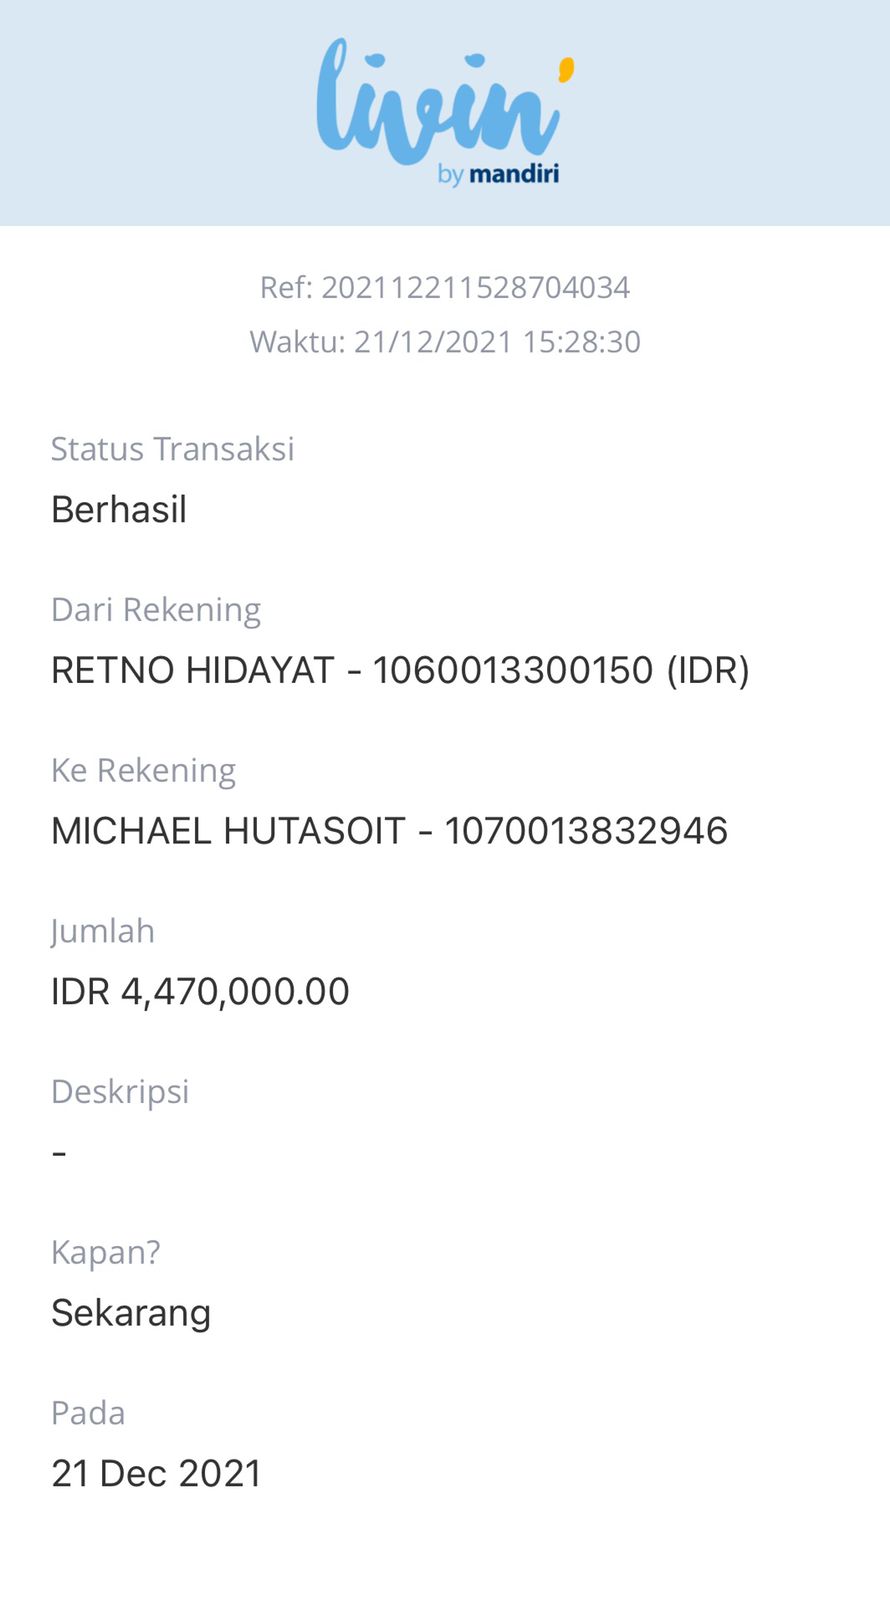 livin'
by mandiri
Ref: 202112211528704034
Waktu: 21/12/2021 15:28:30
Status Transaksi
Berhasil
Dari Rekening
RETNO HIDAYAT - 1060013300150 (IDR)
Ke Rekening
MICHAEL HUTASOIT - 1070013832946
Jumlah
IDR 4,470,000.00
Deskripsi
-
Kapan?
Sekarang
Pada
21 Dec 2021